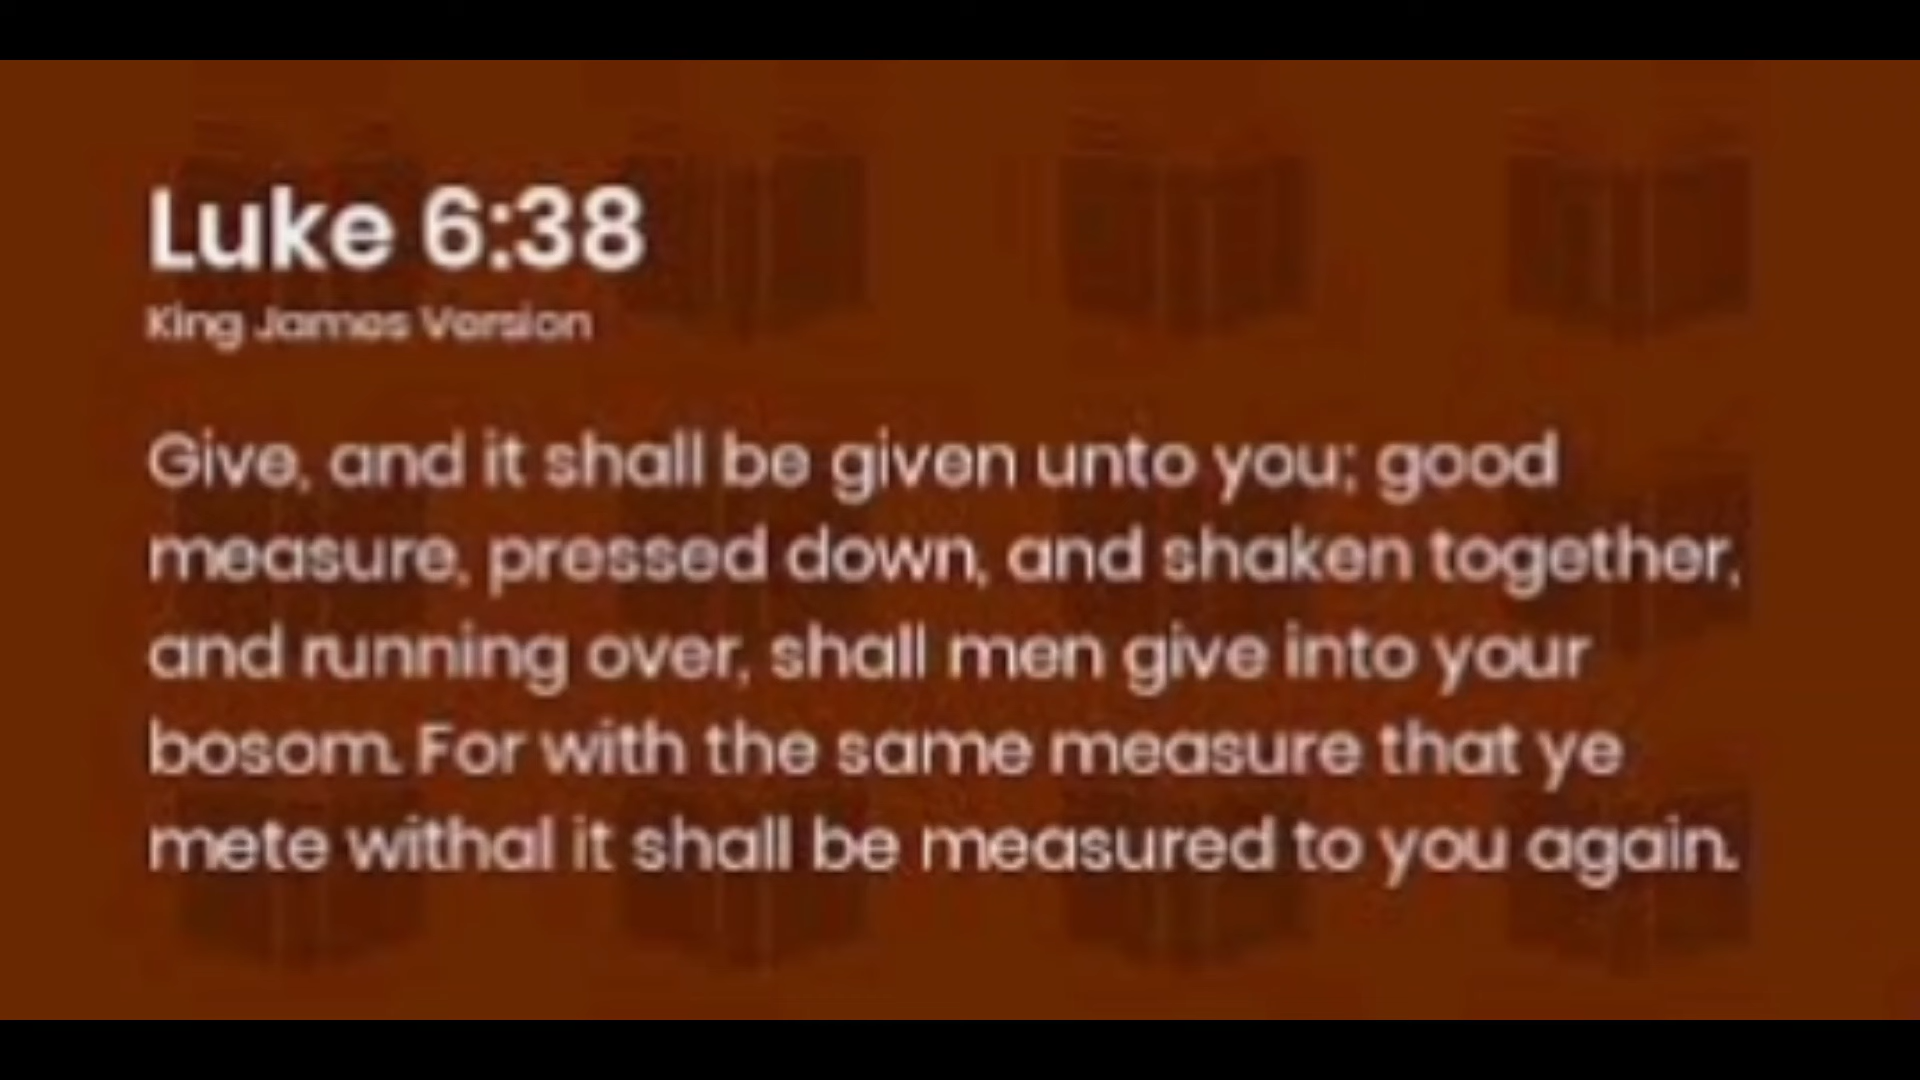 Luke 6:38
King James Version
Give, and it shall be given unto you; good
measure, pressed down, and shaken together,
and running over, shall men give into your
bosom. For with the same measure that ye
mete withal it shall be measured to you again.